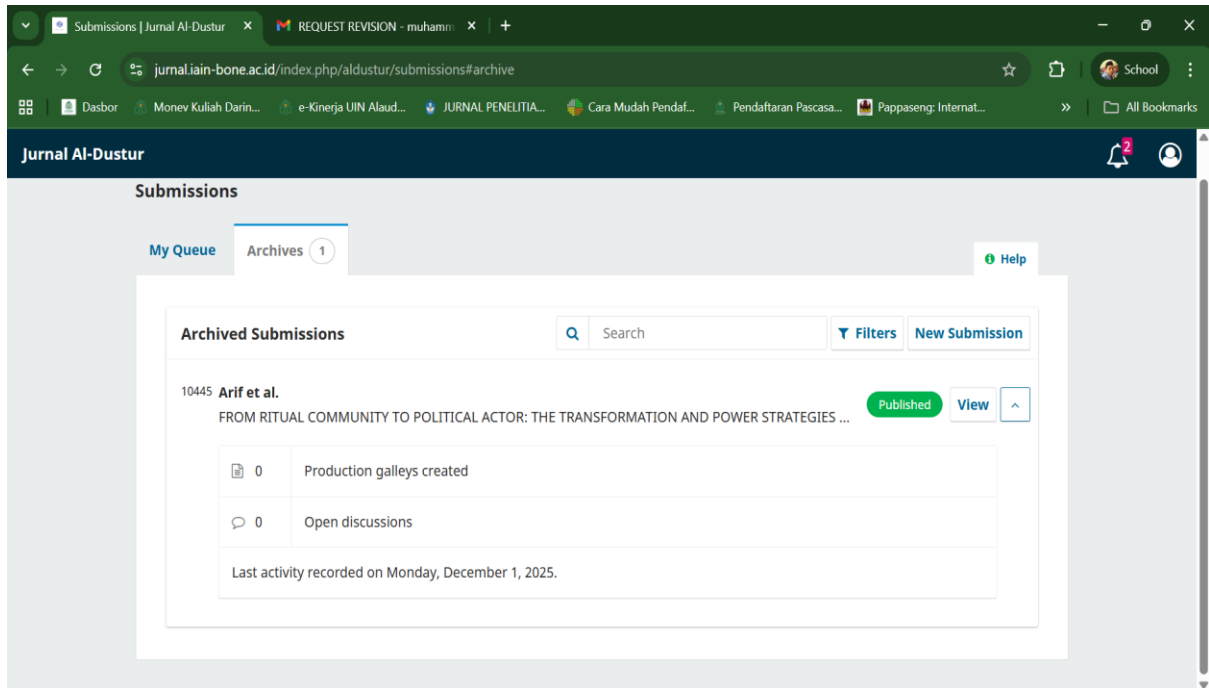 Submissions | Jurnal Al-Dustur
REQUEST REVISION - muhamm
jurnal.iain-bone.ac.id/index.php/aldustur/submissions#archive
School
Dasbor
Monev Kuliah Darin...
e-Kinerja UIN Alaud...
JURNAL PENELITIA...
Cara Mudah Pendaf...
Pendaftaran Pascasa...
Pappaseng: Internat...
»
All Bookmarks
Jurnal Al-Dustur
2
Submissions
My Queue
Archives 1
Help
Archived Submissions
Search
Filters
New Submission
10445 Arif et al.
FROM RITUAL COMMUNITY TO POLITICAL ACTOR: THE TRANSFORMATION AND POWER STRATEGIES ...
Published
View
0 Production galleys created
0 Open discussions
Last activity recorded on Monday, December 1, 2025.